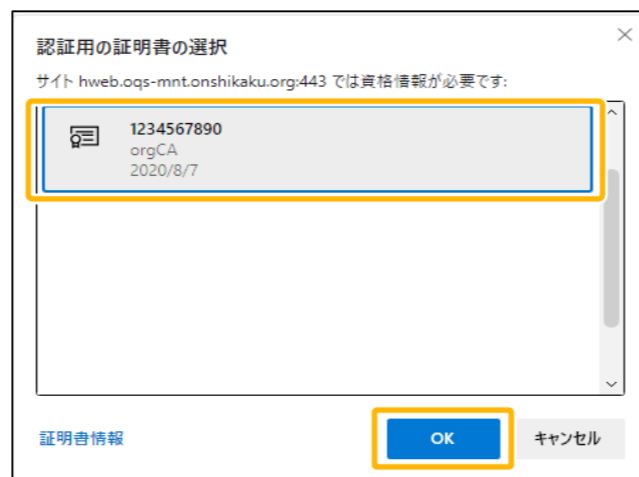 認証用の証明書の選択
サイト hweb.oqs-mnt.onshikaku.org:443 では資格情報が必要です:
1234567890
orgCA
2020/8/7
証明書情報
OK
キャンセル